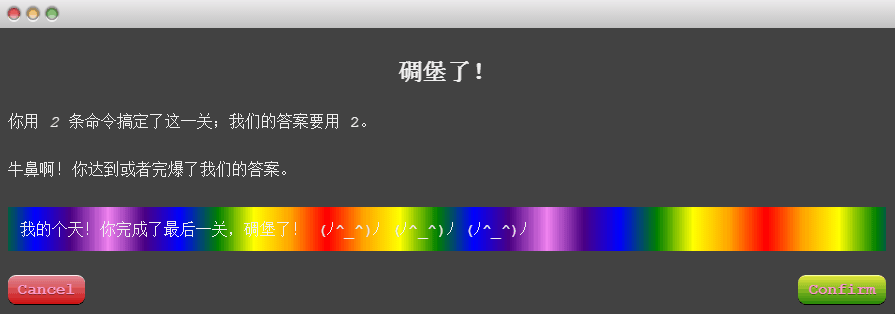 碉堡了!
你用 2 条命令搞定了这一关；我们的答案要用 2。
牛鼻啊! 你达到或者完爆了我们的答案。
我的个天! 你完成了最后一关，碉堡了! (ﾉ^_^)ﾉ (ﾉ^_^)ﾉ (ﾉ^_^)ﾉ
Cancel
Confirm